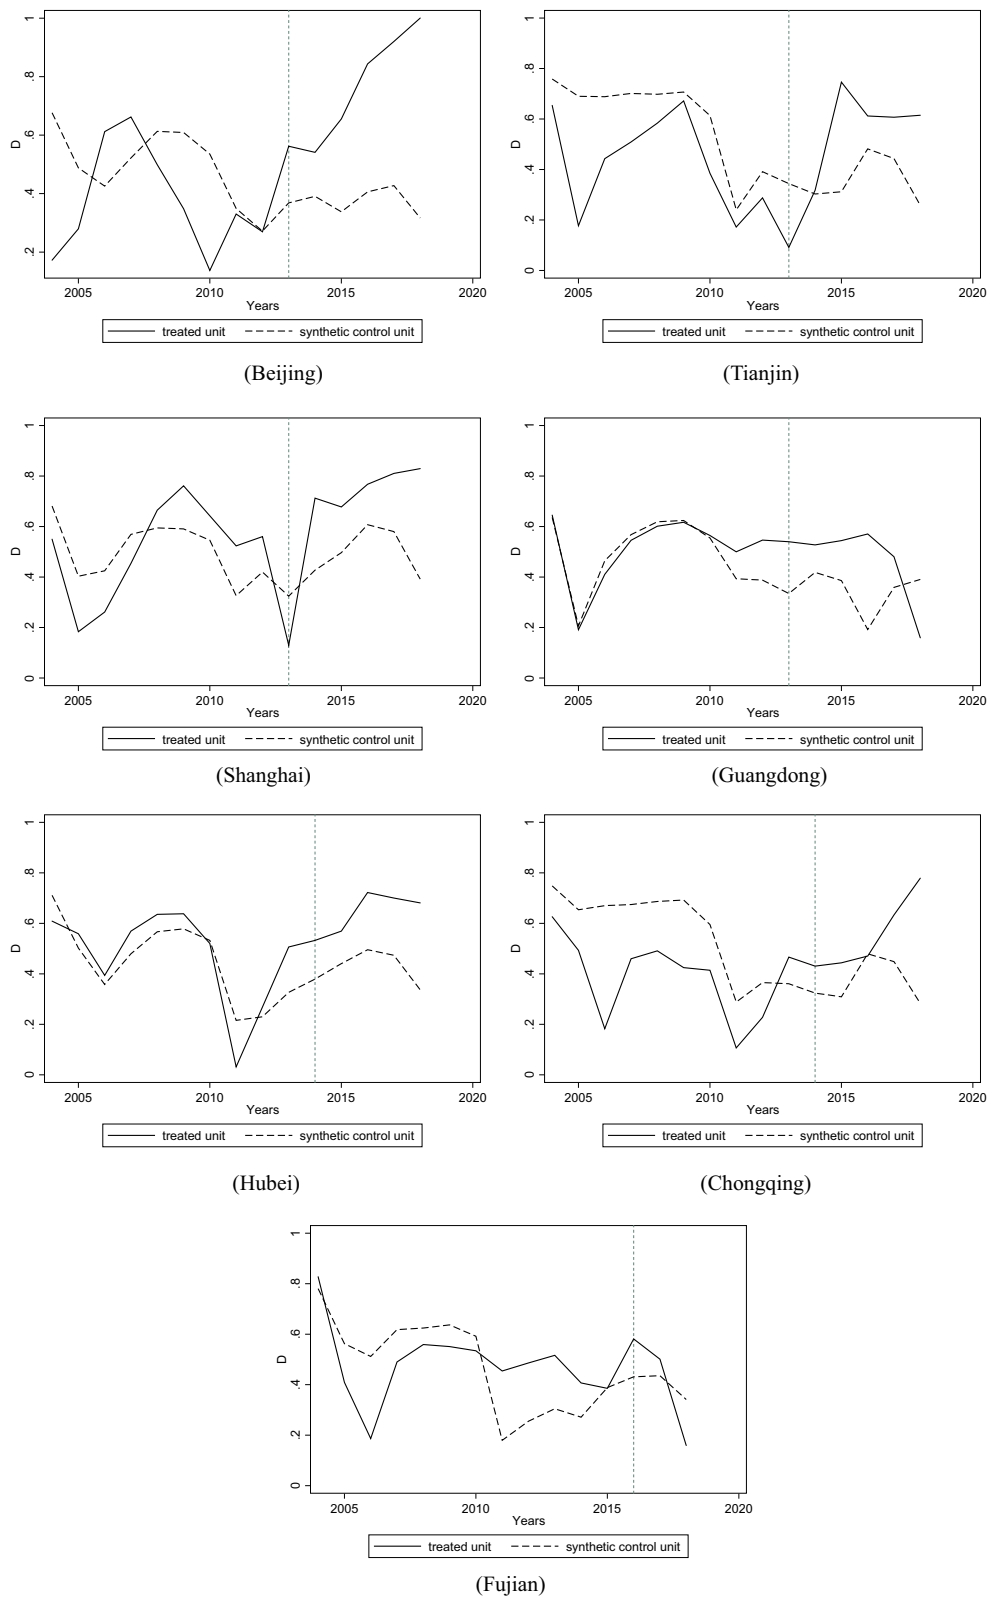 1
.8
.6
D
.4
.2
2005 2010 2015 2020
Years
treated unit synthetic control unit
(Beijing)
1
.8
.6
D
.4
.2
0
2005 2010 2015 2020
Years
treated unit synthetic control unit
(Tianjin)
1
.8
.6
D
.4
.2
0
2005 2010 2015 2020
Years
treated unit synthetic control unit
(Shanghai)
1
.8
.6
D
.4
.2
0
2005 2010 2015 2020
Years
treated unit synthetic control unit
(Guangdong)
1
.8
.6
D
.4
.2
0
2005 2010 2015 2020
Years
treated unit synthetic control unit
(Hubei)
1
.8
.6
D
.4
.2
0
2005 2010 2015 2020
Years
treated unit synthetic control unit
(Chongqing)
1
.8
.6
D
.4
.2
0
2005 2010 2015 2020
Years
treated unit synthetic control unit
(Fujian)